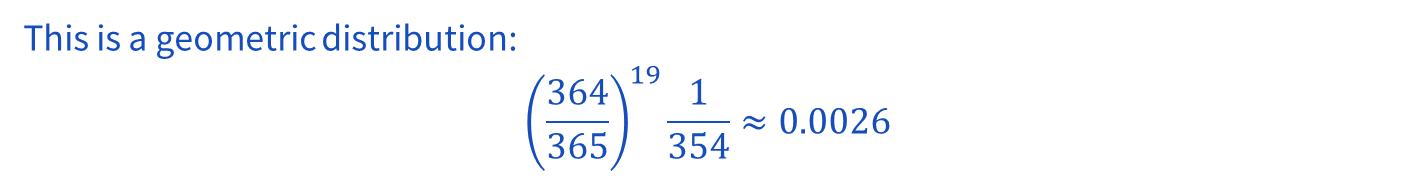 This is a geometric distribution:
(364/365)^19 1/354 ≈ 0.0026